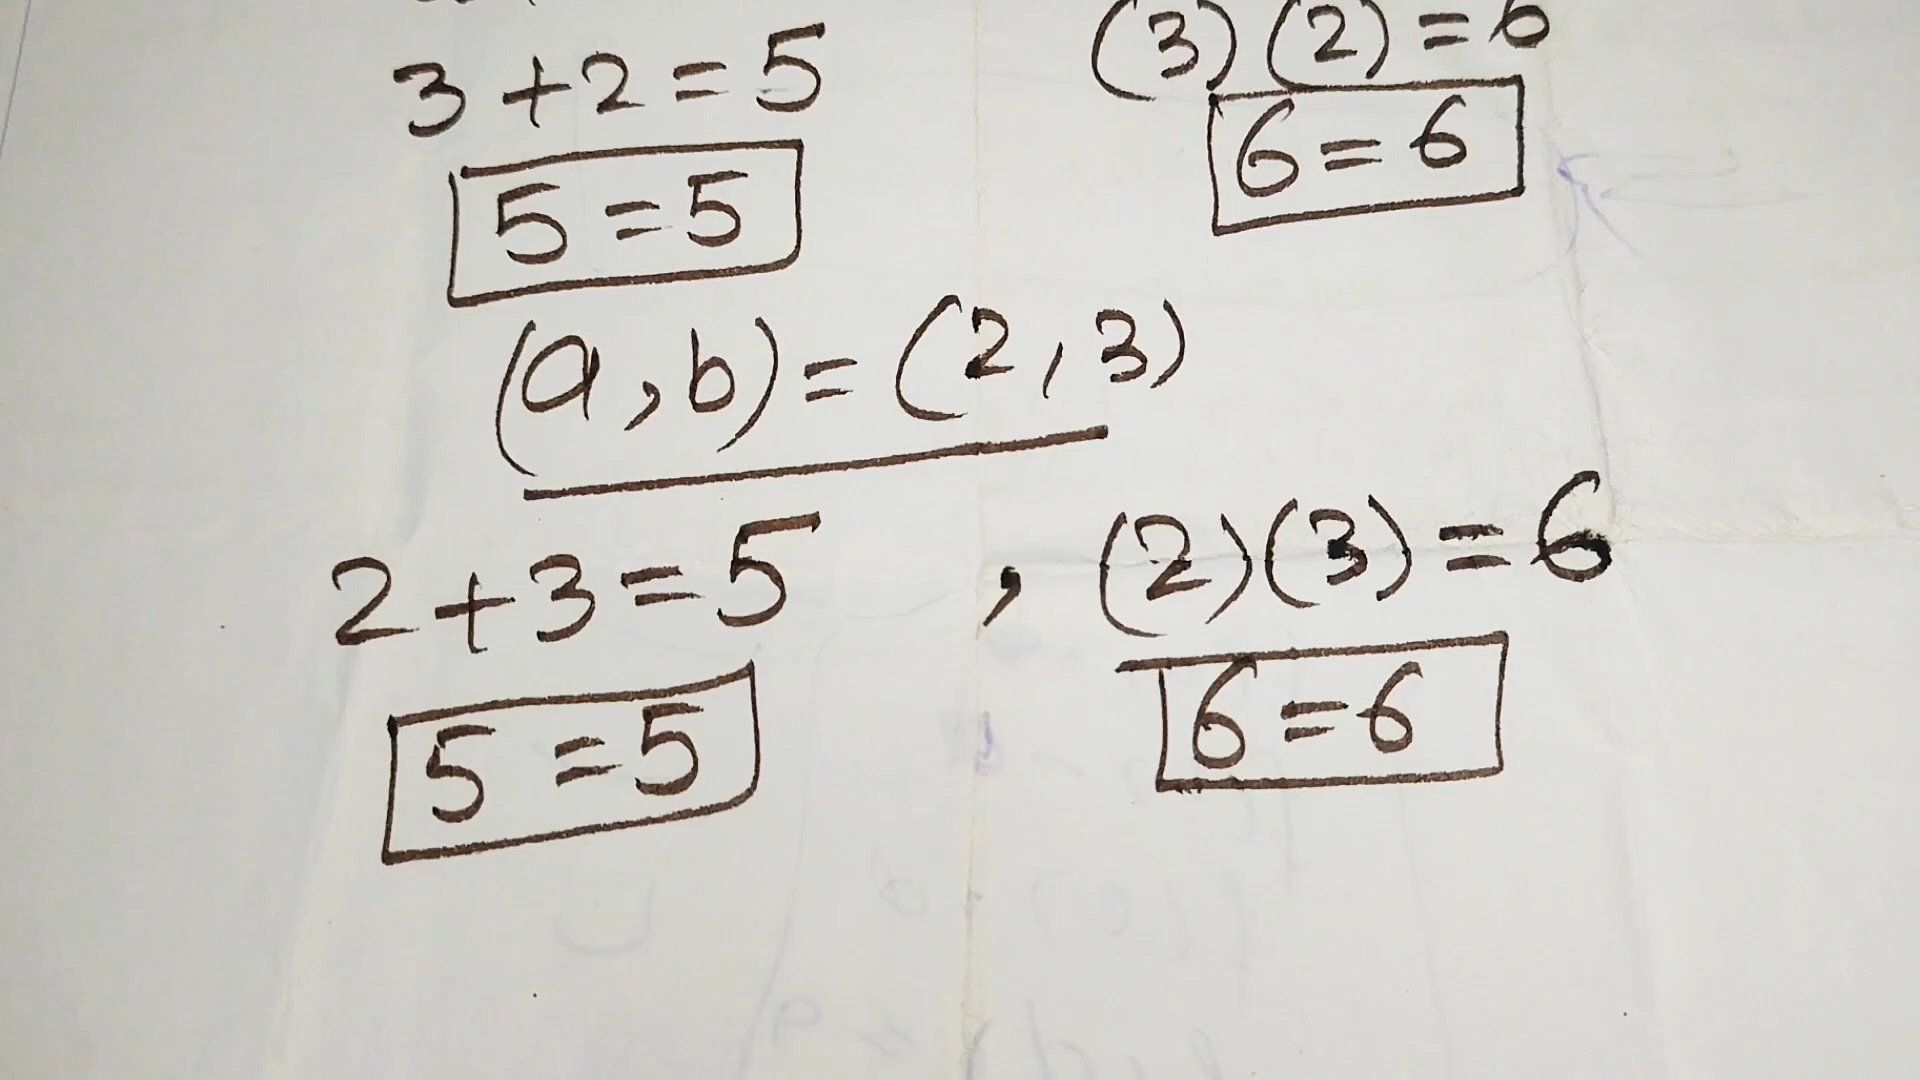 3 + 2 = 5 (3) (2) = 6
5 = 5 6 = 6
(a, b) = (2, 3)
2 + 3 = 5 , (2) (3) = 6
5 = 5 6 = 6